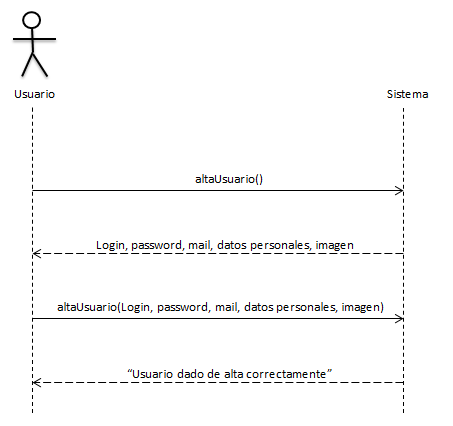 Usuario
Sistema
altaUsuario()
Login, password, mail, datos personales, imagen
altaUsuario(Login, password, mail, datos personales, imagen)
“Usuario dado de alta correctamente”